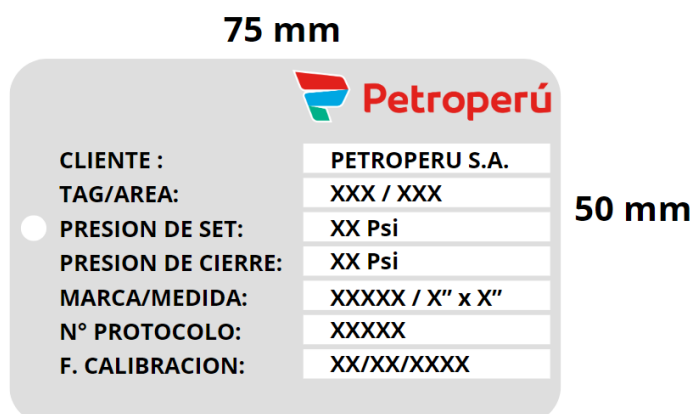 75 mm
Petroperú
CLIENTE : PETROPERU S.A.
TAG/AREA: XXX / XXX
50 mm
PRESION DE SET: XX Psi
PRESION DE CIERRE: XX Psi
MARCA/MEDIDA: XXXXX / X” x X”
N° PROTOCOLO: XXXXX
F. CALIBRACION: XX/XX/XXXX